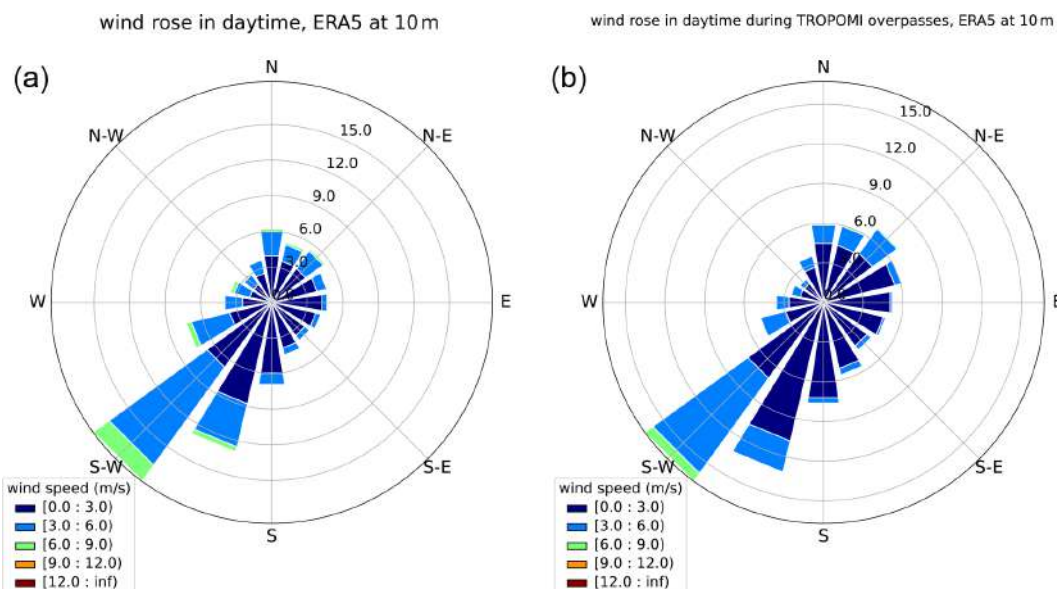 wind rose in daytime, ERA5 at 10 m
wind rose in daytime during TROPOMI overpasses, ERA5 at 10 m
(a)
N
N-W
N-E
15.0
12.0
9.0
6.0
3.0
W
E
S-W
S-E
S
wind speed (m/s)
[0.0 : 3.0)
[3.0 : 6.0)
[6.0 : 9.0)
[9.0 : 12.0)
[12.0 : inf)
(b)
N
N-W
N-E
15.0
12.0
9.0
6.0
W
E
S-W
S-E
S
wind speed (m/s)
[0.0 : 3.0)
[3.0 : 6.0)
[6.0 : 9.0)
[9.0 : 12.0)
[12.0 : inf)